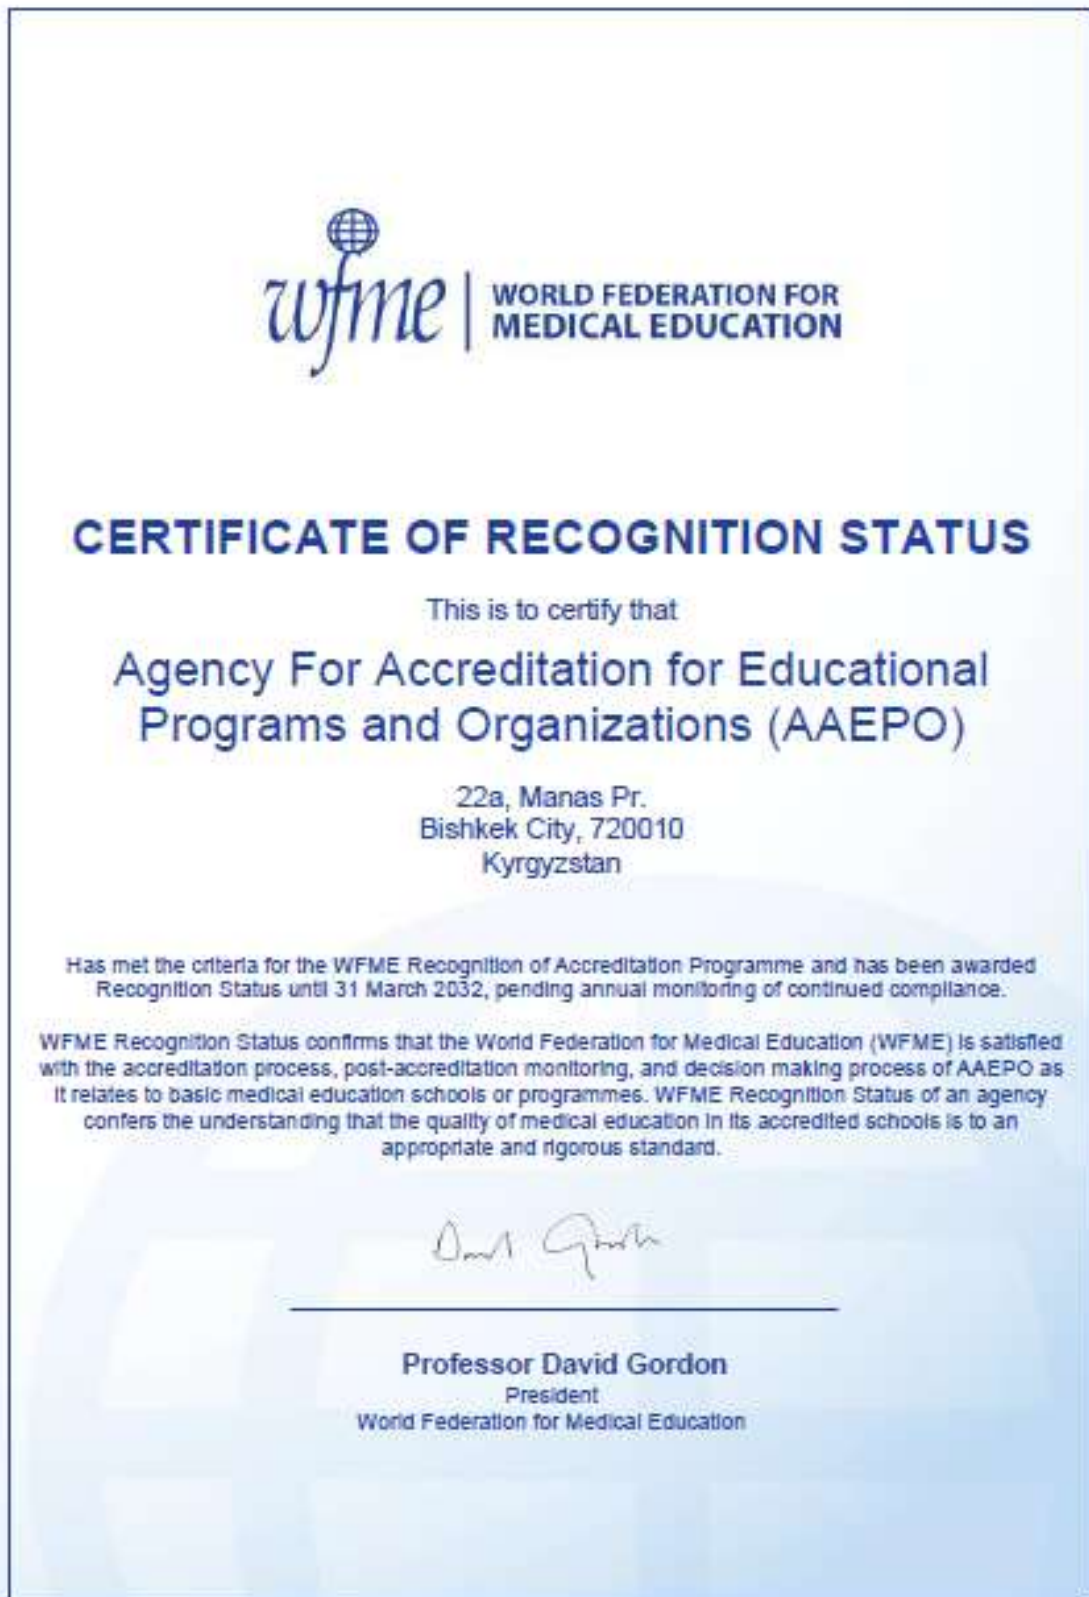 wfme
WORLD FEDERATION FOR
MEDICAL EDUCATION
CERTIFICATE OF RECOGNITION STATUS
This is to certify that
Agency For Accreditation for Educational
Programs and Organizations (AAEPO)
22a, Manas Pr.
Bishkek City, 720010
Kyrgyzstan
Has met the criteria for the WFME Recognition of Accreditation Programme and has been awarded
Recognition Status until 31 March 2032, pending annual monitoring of continued compliance.
WFME Recognition Status confirms that the World Federation for Medical Education (WFME) is satisfied
with the accreditation process, post-accreditation monitoring, and decision making process of AAEPO as
it relates to basic medical education schools or programmes. WFME Recognition Status of an agency
confers the understanding that the quality of medical education in its accredited schools is to an
appropriate and rigorous standard.
Professor David Gordon
President
World Federation for Medical Education